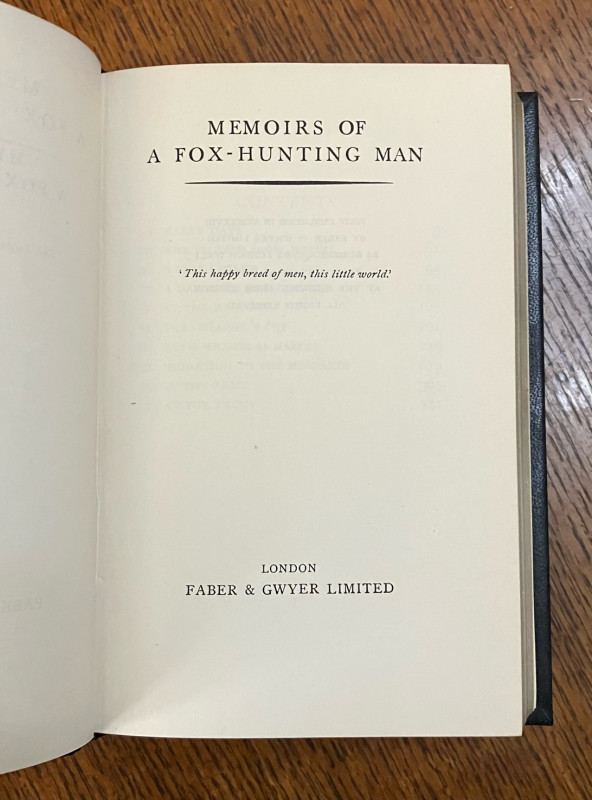 MEMOIRS OF
A FOX-HUNTING MAN
'This happy breed of men, this little world.'
LONDON
FABER & GWYER LIMITED